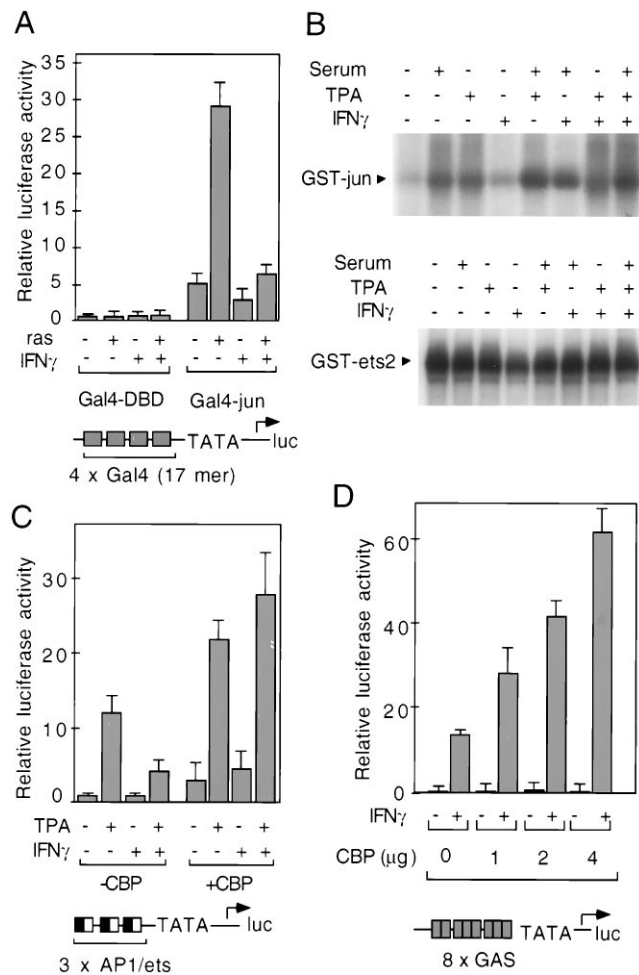 A
Relative luciferase activity
35
30
25
20
15
10
5
0
ras - + - + - + - +
IFNγ - - + + - - + +
Gal4-DBD Gal4-jun
TATA luc
4 x Gal4 (17 mer)
B
Serum - + - - + + - +
TPA - - + - + - + +
IFNγ - - - + - + + +
GST-jun
Serum - + - - + + - +
TPA - - + - + - + +
IFNγ - - - + - + + +
GST-ets2
C
Relative luciferase activity
30
20
10
0
TPA - + - + - + - +
IFNγ - - + + - - + +
-CBP +CBP
TATA luc
3 x AP1/ets
D
Relative luciferase activity
60
40
20
0
IFNγ - + - + - + - +
CBP (μg) 0 1 2 4
TATA luc
8 x GAS